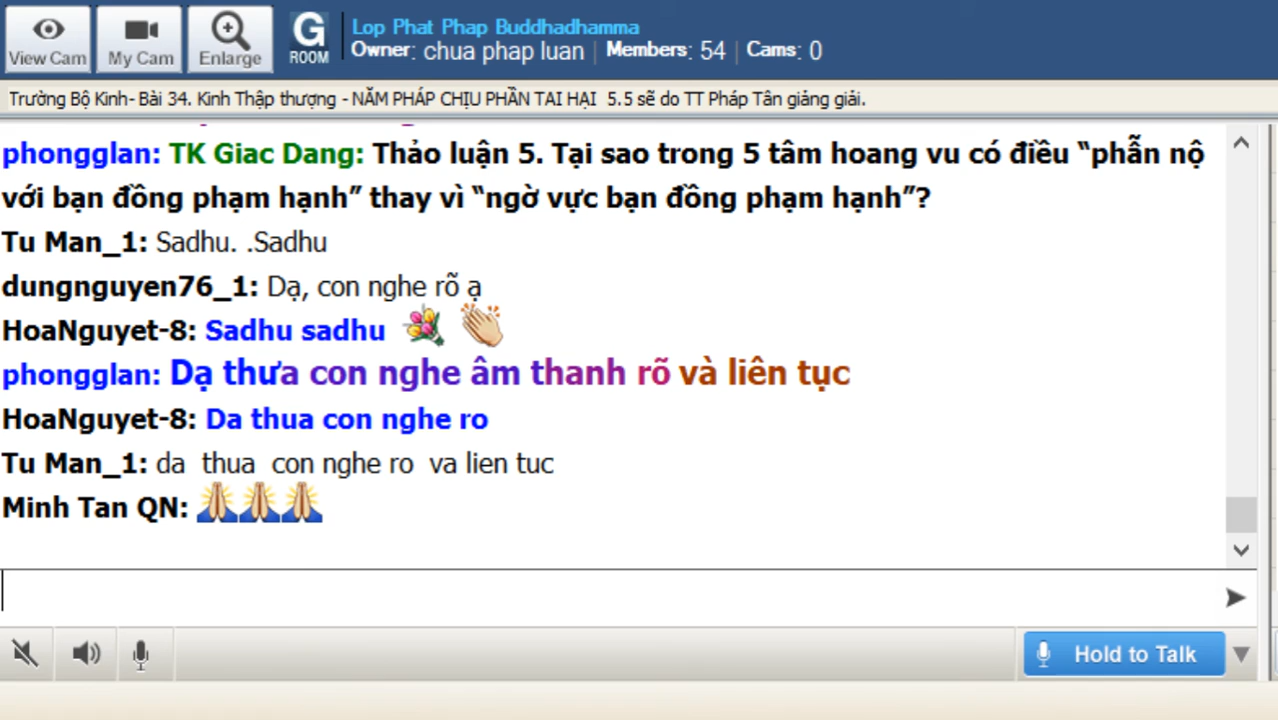 Lop Phat Phap Buddhadhamma
View Cam
My Cam
Enlarge
G ROOM
Owner: chua phap luan | Members: 54 | Cams: 0
Trường Bộ Kinh- Bài 34. Kinh Thập thượng - NĂM PHÁP CHỊU PHẦN TAI HẠI 5.5 sẽ do TT Pháp Tân giảng giải.
phongglan: TK Giac Dang: Thảo luận 5. Tại sao trong 5 tâm hoang vu có điều “phẫn nộ
với bạn đồng phạm hạnh” thay vì “ngờ vực bạn đồng phạm hạnh”?
Tu Man_1: Sadhu. .Sadhu
dungnguyen76_1: Dạ, con nghe rõ ạ
HoaNguyet-8: Sadhu sadhu
phongglan: Dạ thưa con nghe âm thanh rõ và liên tục
HoaNguyet-8: Da thua con nghe ro
Tu Man_1: da thua con nghe ro va lien tuc
Minh Tan QN:
Hold to Talk